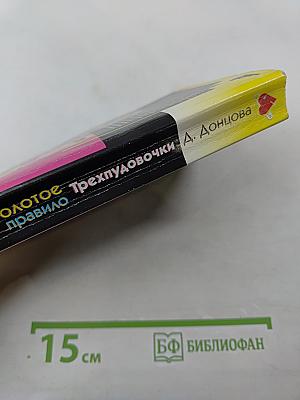 Д. Донцова
олотое
правило
Трехпудовочки
15 см
БФ БИБЛИОФАН